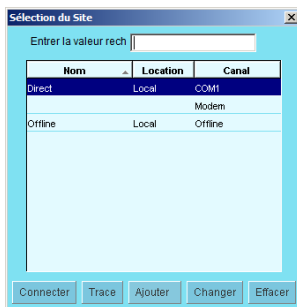 Sélection du Site
Entrer la valeur rech
Nom Location Canal
Direct Local COM1
Modem
Offline Local Offline
Connecter Trace Ajouter Changer Effacer